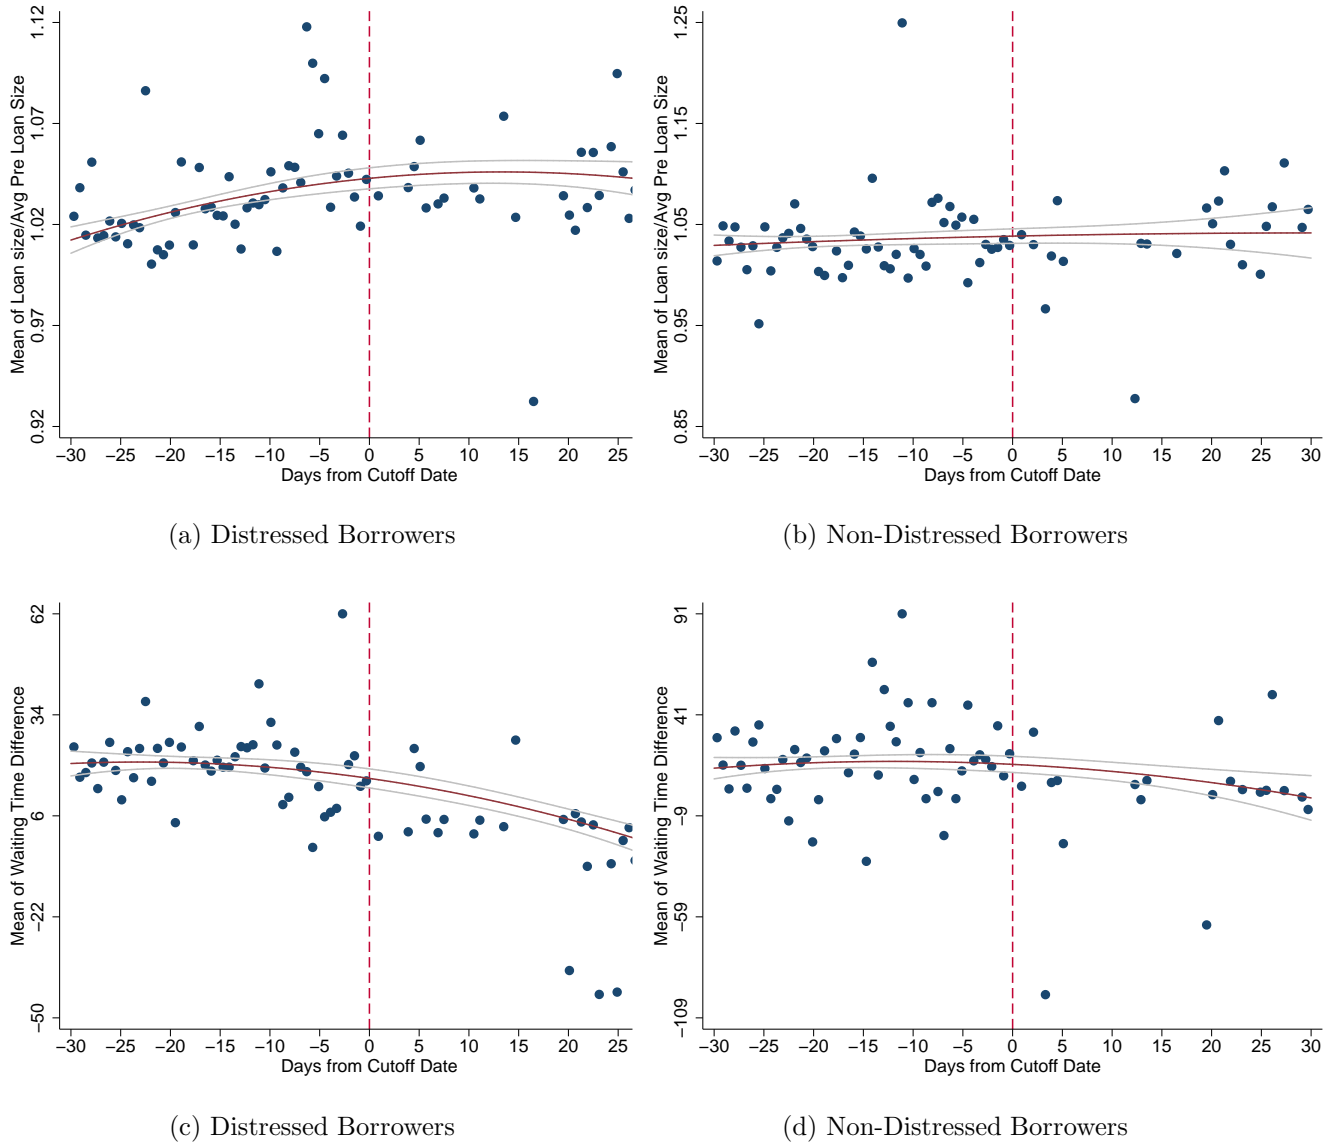 1.12
1.07
1.02
0.97
0.92
Mean of Loan size/Avg Pre Loan Size
−30 −25 −20 −15 −10 −5 0 5 10 15 20 25
Days from Cutoff Date
(a) Distressed Borrowers
1.25
1.15
1.05
0.95
0.85
Mean of Loan Size/Avg Pre Loan Size
−30 −25 −20 −15 −10 −5 0 5 10 15 20 25 30
Days from Cutoff Date
(b) Non-Distressed Borrowers
62
34
6
−22
−50
Mean of Waiting Time Difference
−30 −25 −20 −15 −10 −5 0 5 10 15 20 25
Days from Cutoff Date
(c) Distressed Borrowers
91
41
−9
−59
−109
Mean of Waiting Time Difference
−30 −25 −20 −15 −10 −5 0 5 10 15 20 25 30
Days from Cutoff Date
(d) Non-Distressed Borrowers